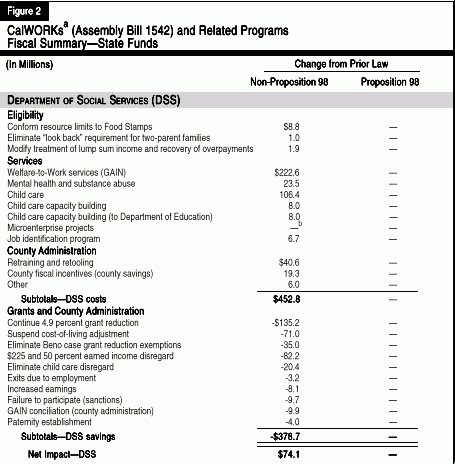 Figure 2
CalWORKs a (Assembly Bill 1542) and Related Programs
Fiscal Summary—State Funds
(In Millions) Change from Prior Law
Non-Proposition 98 Proposition 98
DEPARTMENT OF SOCIAL SERVICES (DSS)
Eligibility
Conform resource limits to Food Stamps $8.8 —
Eliminate "look back" requirement for two-parent families 1.0 —
Modify treatment of lump sum income and recovery of overpayments 1.9 —
Services
Welfare-to-Work services (GAIN) $222.6 —
Mental health and substance abuse 23.5 —
Child care 106.4 —
Child care capacity building 8.0 —
Child care capacity building (to Department of Education) 8.0 —
Microenterprise projects — b —
Job identification program 6.7 —
County Administration
Retraining and retooling $40.6 —
County fiscal incentives (county savings) 19.3 —
Other 6.0 —
Subtotals—DSS costs $452.8 —
Grants and County Administration
Continue 4.9 percent grant reduction -$135.2 —
Suspend cost-of-living adjustment -71.0 —
Eliminate Beno case grant reduction exemptions -35.0 —
$225 and 50 percent earned income disregard -82.2 —
Eliminate child care disregard -20.4 —
Exits due to employment -3.2 —
Increased earnings -8.1 —
Failure to participate (sanctions) -9.7 —
GAIN conciliation (county administration) -9.9 —
Paternity establishment -4.0 —
Subtotals—DSS savings -$378.7 —
Net Impact—DSS $74.1 —